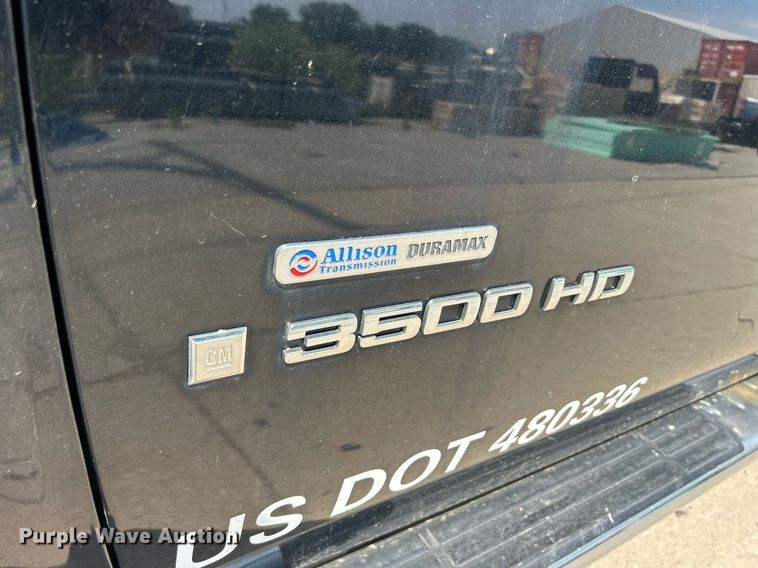 Allison DURAMAX
Transmission
GM 3500 HD
US DOT 480336
Purple Wave Auction